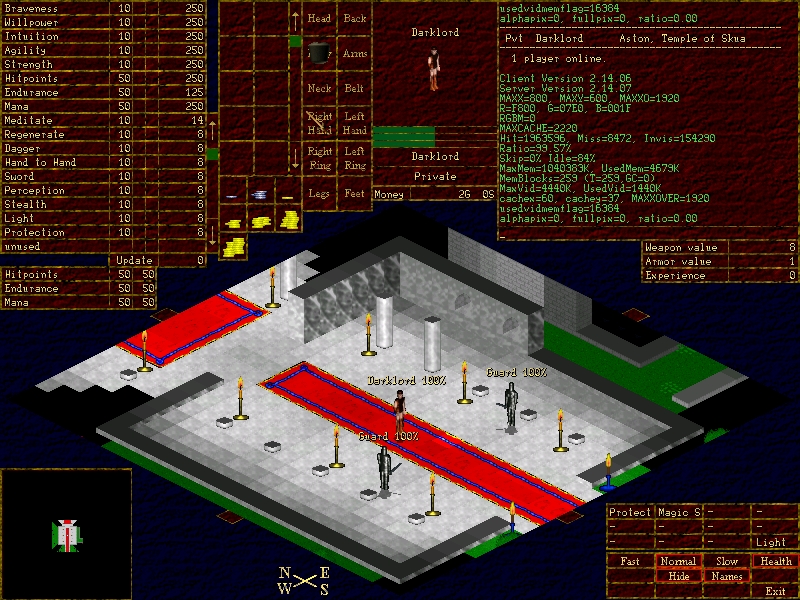 Braveness 10 250
Willpower 10 250
Intuition 10 250
Agility 10 250
Strength 10 250
Hitpoints 50 250
Endurance 50 125
Mana 50 250
Meditate 10 14
Regenerate 10 8
Dagger 10 8
Hand to Hand 10 8
Sword 10 8
Perception 10 8
Stealth 10 8
Light 10 8
Protection 10 8
unused
Update 0
Hitpoints 50 50
Endurance 50 50
Mana 50 50
Head Back
Arms
Neck Belt
Right Left
Hand Hand
Right Left
Ring Ring
Legs Feet
Darklord
Darklord
Private
Money 2G 0S
usedvidmemflag=16384
alphapix=0, fullpix=0, ratio=0.00
Pvt Darklord Aston, Temple of Skua
1 player online.
Client Version 2.14.06
Server Version 2.14.07
MAXX=800, MAXY=600, MAXXO=1920
R=F800, G=07E0, B=001F
RGBM=0
MAXCACHE=2220
Hit=1963596, Miss=8472, Invis=154290
Ratio=99.57%
Skip=0% Idle=84%
MaxMem=1040383K, UsedMem=4679K
MemBlocks=259 (T=259,GC=0)
MaxVid=4440K, UsedVid=1440K
cachex=60, cachey=37, MAXXOVER=1920
usedvidmemflag=16384
alphapix=0, fullpix=0, ratio=0.00
Weapon value 8
Armor value 1
Experience 0
Darklord 100%
Guard 100%
Guard 100%
N E
W S
Protect Magic S - -
- - - -
- - - Light
Fast Normal Slow Health
Hide Names
Exit